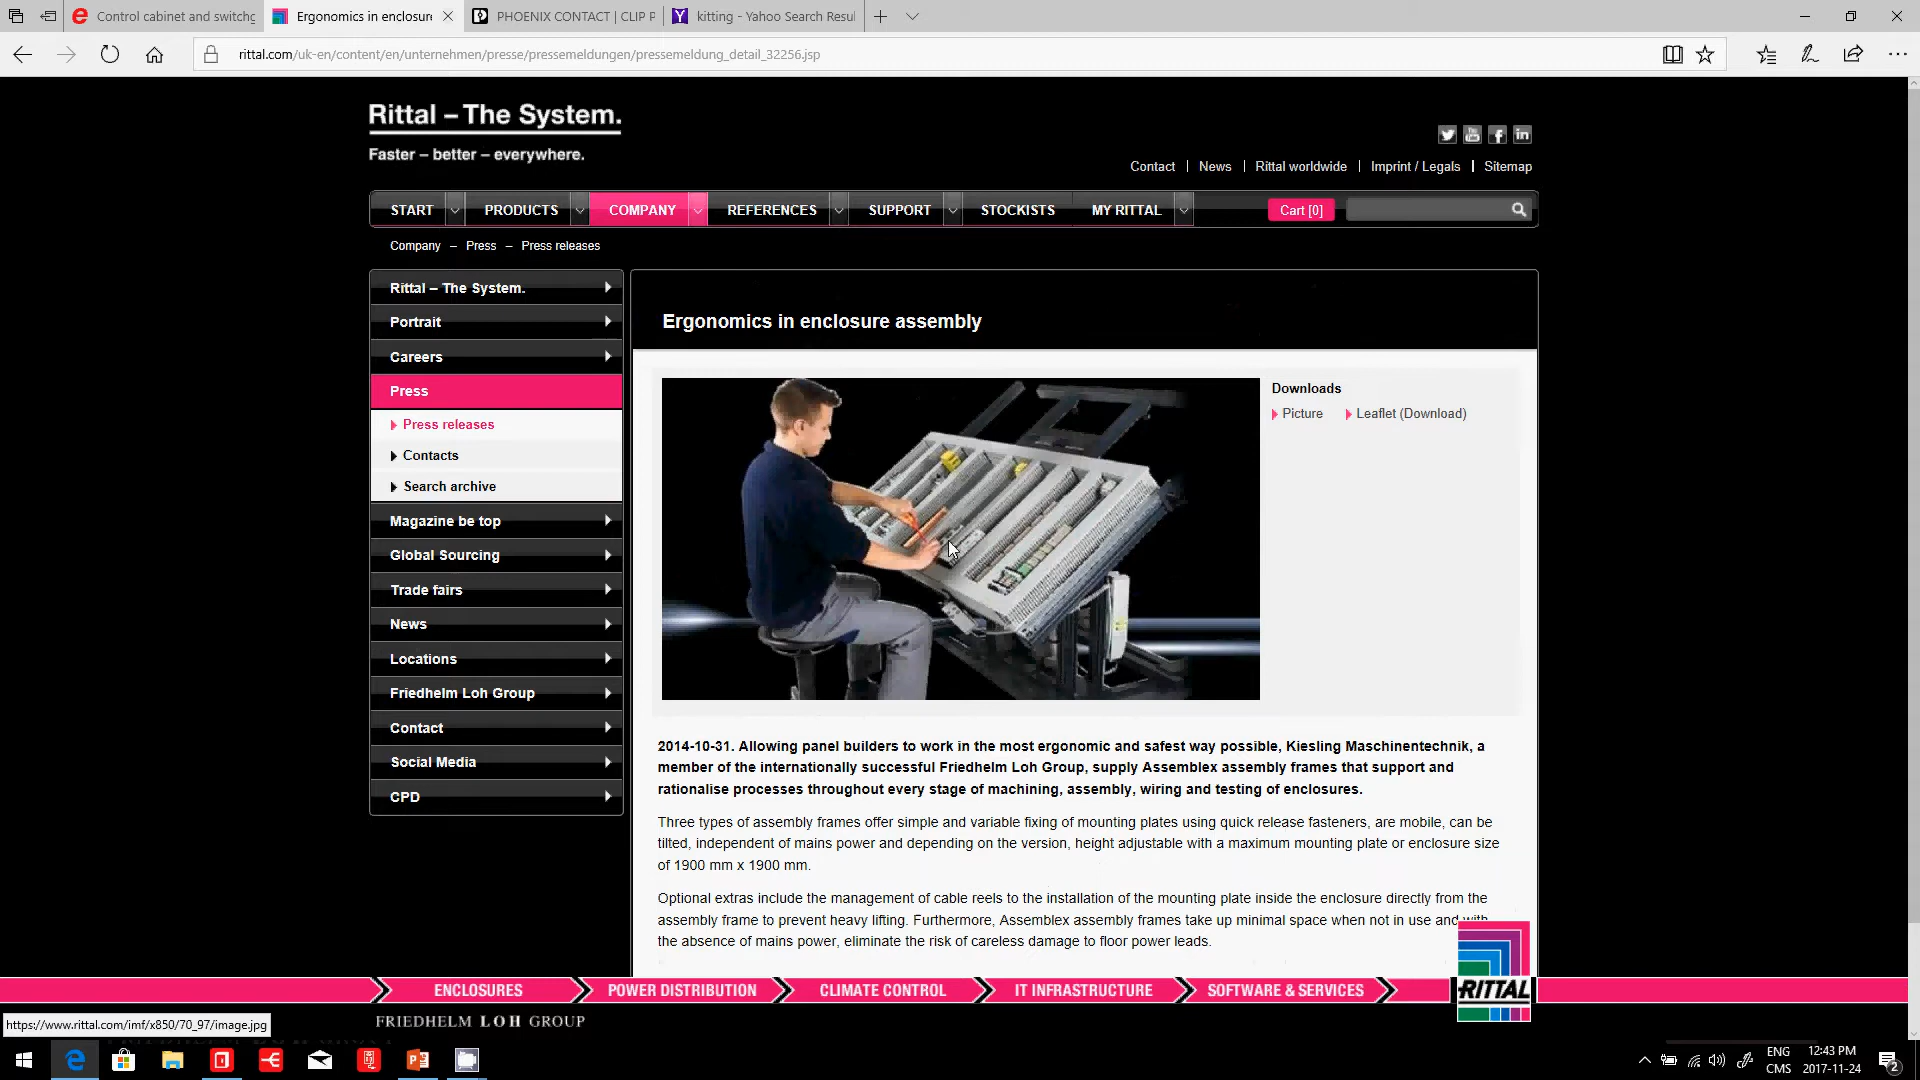 Control cabinet and switchg
Ergonomics in enclosure
PHOENIX CONTACT | CLIP P
kitting - Yahoo Search Resul
rittal.com/uk-en/content/en/unternehmen/presse/pressemeldungen/pressemeldung_detail_32256.jsp
Rittal – The System.
Faster – better – everywhere.
Contact | News | Rittal worldwide | Imprint / Legals | Sitemap
START PRODUCTS COMPANY REFERENCES SUPPORT STOCKISTS MY RITTAL Cart [0]
Company – Press – Press releases
Rittal – The System.
Portrait
Careers
Press
Press releases
Contacts
Search archive
Magazine be top
Global Sourcing
Trade fairs
News
Locations
Friedhelm Loh Group
Contact
Social Media
CPD
Ergonomics in enclosure assembly
Downloads
Picture Leaflet (Download)
2014-10-31. Allowing panel builders to work in the most ergonomic and safest way possible, Kiesling Maschinentechnik, a
member of the internationally successful Friedhelm Loh Group, supply Assemblex assembly frames that support and
rationalise processes throughout every stage of machining, assembly, wiring and testing of enclosures.
Three types of assembly frames offer simple and variable fixing of mounting plates using quick release fasteners, are mobile, can be
tilted, independent of mains power and depending on the version, height adjustable with a maximum mounting plate or enclosure size
of 1900 mm x 1900 mm.
Optional extras include the management of cable reels to the installation of the mounting plate inside the enclosure directly from the
assembly frame to prevent heavy lifting. Furthermore, Assemblex assembly frames take up minimal space when not in use and with
the absence of mains power, eliminate the risk of careless damage to floor power leads.
ENCLOSURES POWER DISTRIBUTION CLIMATE CONTROL IT INFRASTRUCTURE SOFTWARE & SERVICES
RITTAL
FRIEDHELM LOH GROUP
https://www.rittal.com/imf/x850/70_97/image.jpg
ENG
CMS
12:43 PM
2017-11-24
2